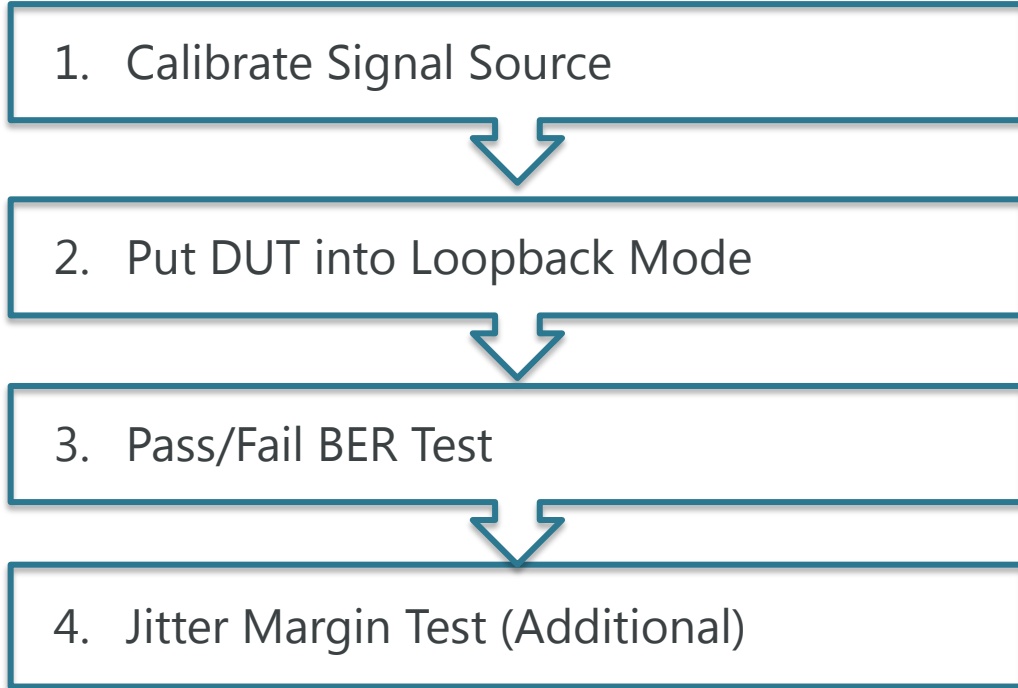 1. Calibrate Signal Source
2. Put DUT into Loopback Mode
3. Pass/Fail BER Test
4. Jitter Margin Test (Additional)